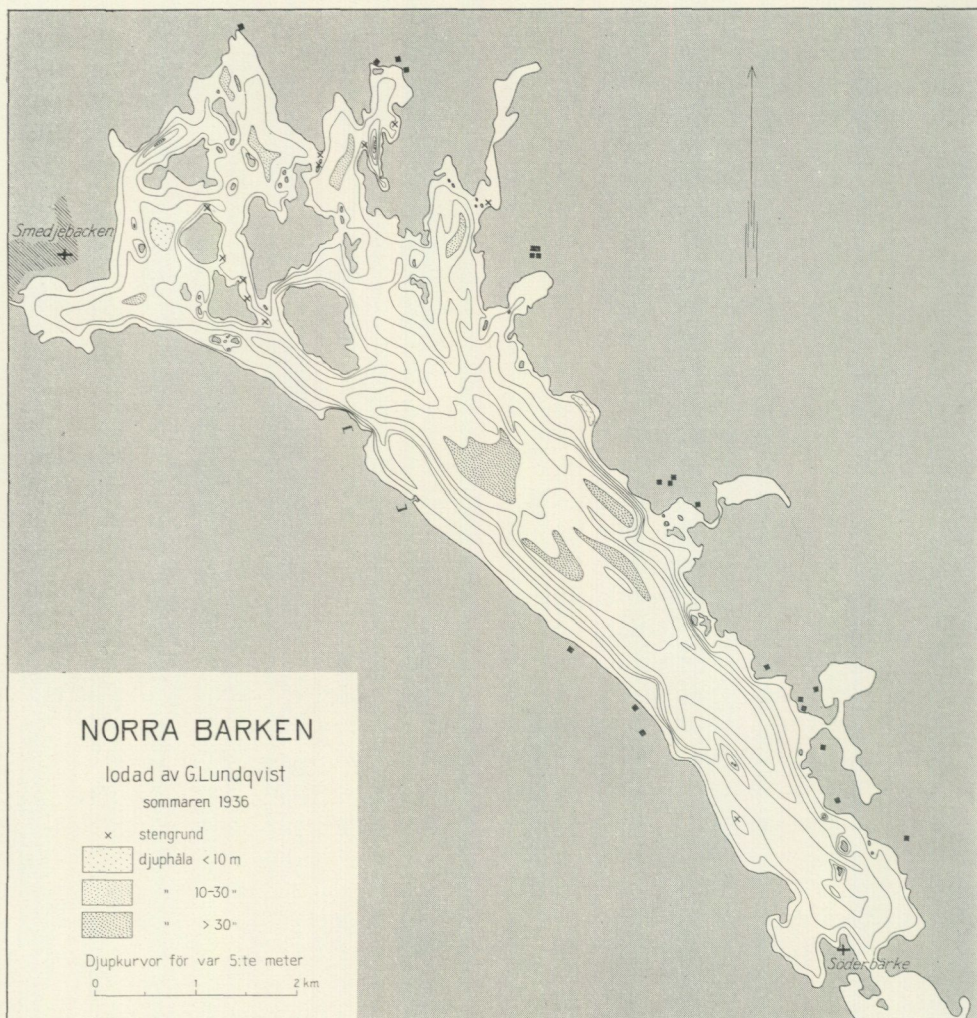 Smedjebacken
NORRA BARKEN
lodad av G.Lundqvist
sommaren 1936
× stengrund
djuphåla <10 m
" 10-30 "
" >30 "
Djupkurvor för var 5:te meter
0 1 2 km
Söderbärke